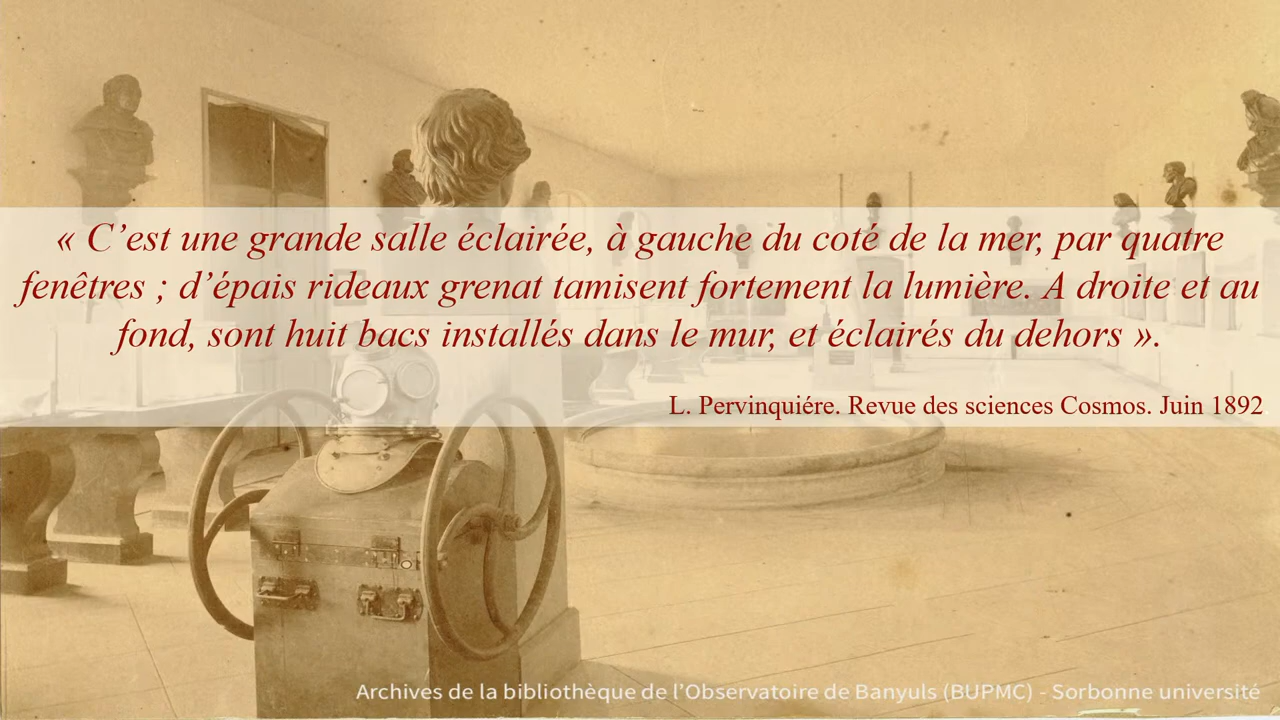 « C’est une grande salle éclairée, à gauche du coté de la mer, par quatre
fenêtres ; d’épais rideaux grenat tamisent fortement la lumière. A droite et au
fond, sont huit bacs installés dans le mur, et éclairés du dehors ».
L. Pervinquiére. Revue des sciences Cosmos. Juin 1892
Archives de la bibliothèque de l’Observatoire de Banyuls (BUPMC) - Sorbonne université